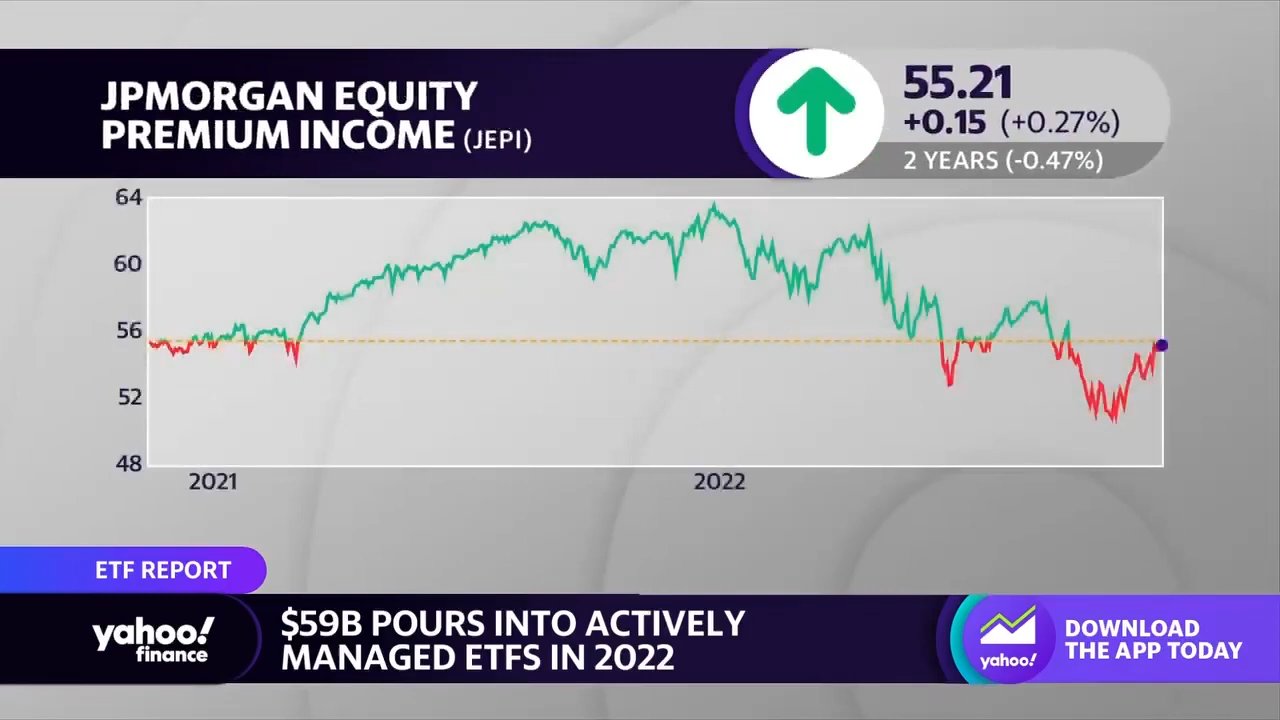 JPMORGAN EQUITY
PREMIUM INCOME (JEPI)
55.21
+0.15 (+0.27%)
2 YEARS (-0.47%)
64
60
56
52
48
2021
2022
ETF REPORT
yahoo!
finance
$59B POURS INTO ACTIVELY
MANAGED ETFS IN 2022
yahoo!
DOWNLOAD
THE APP TODAY